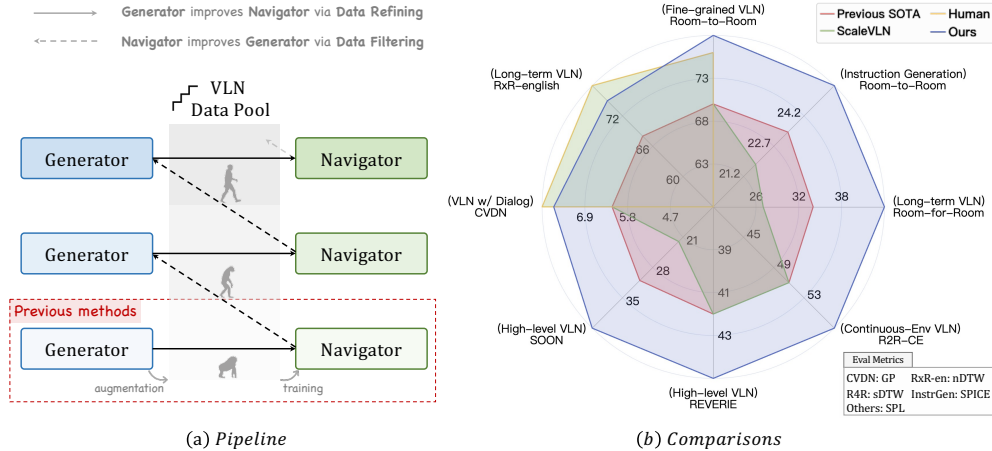 Generator improves Navigator via Data Refining
Navigator improves Generator via Data Filtering
VLN
Data Pool
Generator
Navigator
Generator
Navigator
Previous methods
Generator
Navigator
augmentation
training
(a) Pipeline
Previous SOTA
Human
ScaleVLN
Ours
(Fine-grained VLN)
Room-to-Room
(Long-term VLN)
RxR-english
(Instruction Generation)
Room-to-Room
73
24.2
72
68
22.7
66
63
21.2
60
(VLN w/ Dialog)
CVDN
6.9
5.8
4.7
26
32
38
(Long-term VLN)
Room-for-Room
21
45
39
28
49
35
41
53
43
(High-level VLN)
SOON
(Continuous-Env VLN)
R2R-CE
(High-level VLN)
REVERIE
Eval Metrics
CVDN: GP RxR-en: nDTW
R4R: sDTW InstrGen: SPICE
Others: SPL
(b) Comparisons